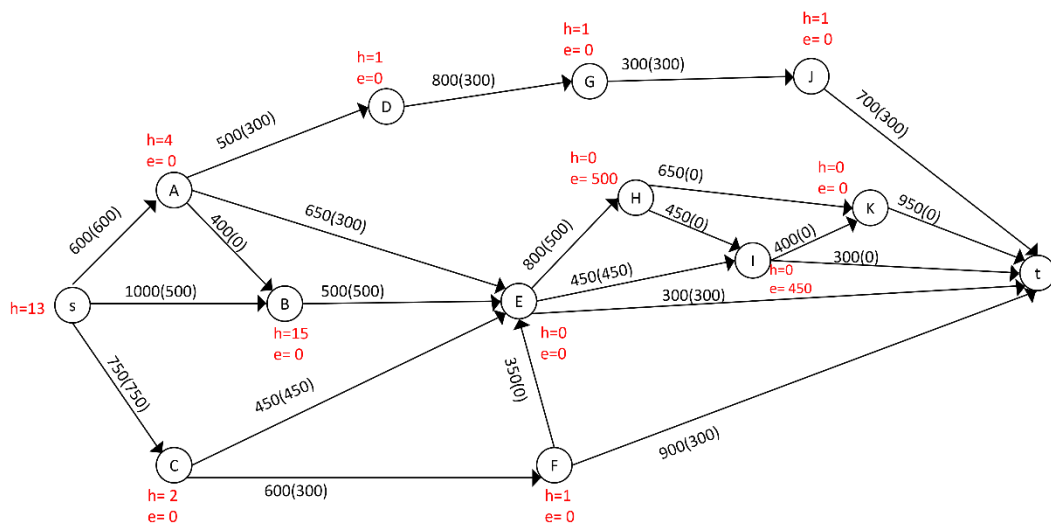 h=1
e=0
D
800(300)
h=1
e= 0
G
300(300)
h=1
e= 0
J
700(300)
500(300)
h=4
e= 0
A
600(600)
400(0)
650(300)
h=0
e= 500
H
650(0)
450(0)
h=0
e= 0
K
950(0)
800(500)
I
400(0)
300(0)
h=0
e= 450
t
h=13
s
1000(500)
B
h=15
e= 0
500(500)
E
h=0
e=0
450(450)
300(300)
750(750)
450(450)
350(0)
C
h= 2
e= 0
600(300)
F
h=1
e= 0
900(300)